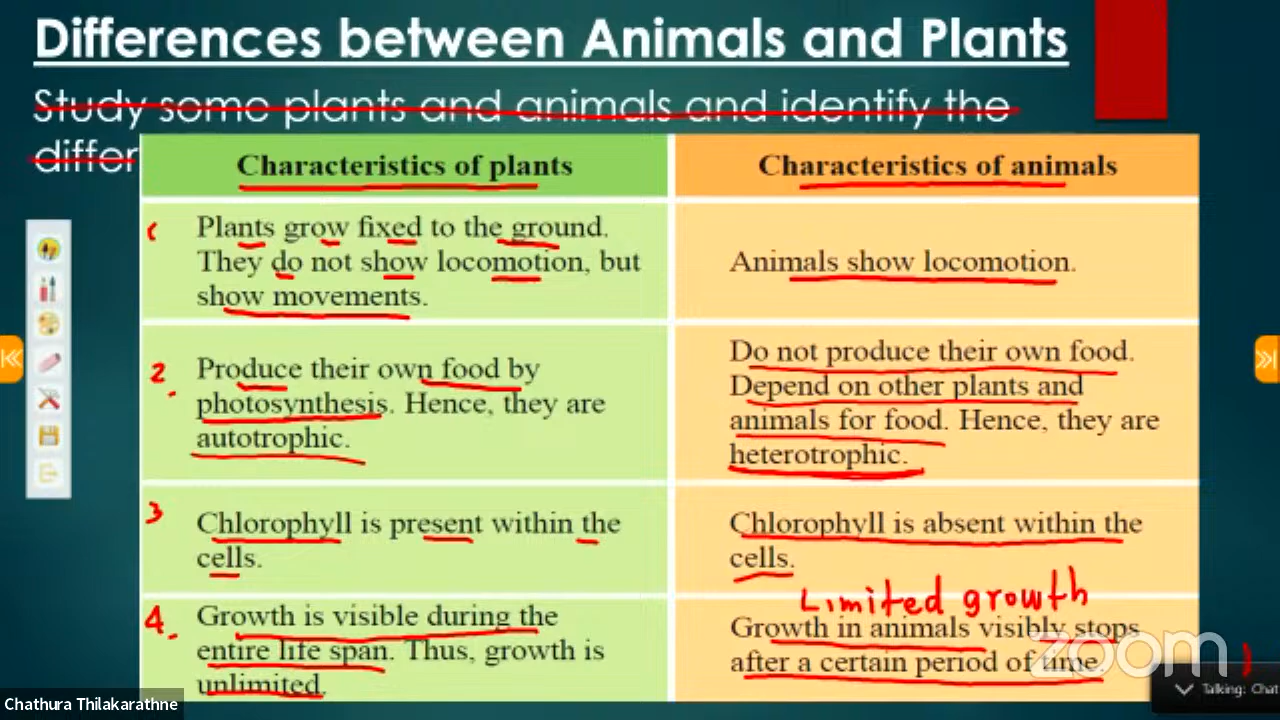 Differences between Animals and Plants
Study some plants and animals and identify the
differ
Characteristics of plants
Characteristics of animals
1 Plants grow fixed to the ground.
They do not show locomotion, but
show movements.
Animals show locomotion.
2. Produce their own food by
photosynthesis. Hence, they are
autotrophic.
Do not produce their own food.
Depend on other plants and
animals for food. Hence, they are
heterotrophic.
3 Chlorophyll is present within the
cells.
Chlorophyll is absent within the
cells.
4. Growth is visible during the
entire life span. Thus, growth is
unlimited.
Limited growth
Growth in animals visibly stops
after a certain period of time.
zoom
Chathura Thilakarathne
Talking: Chat